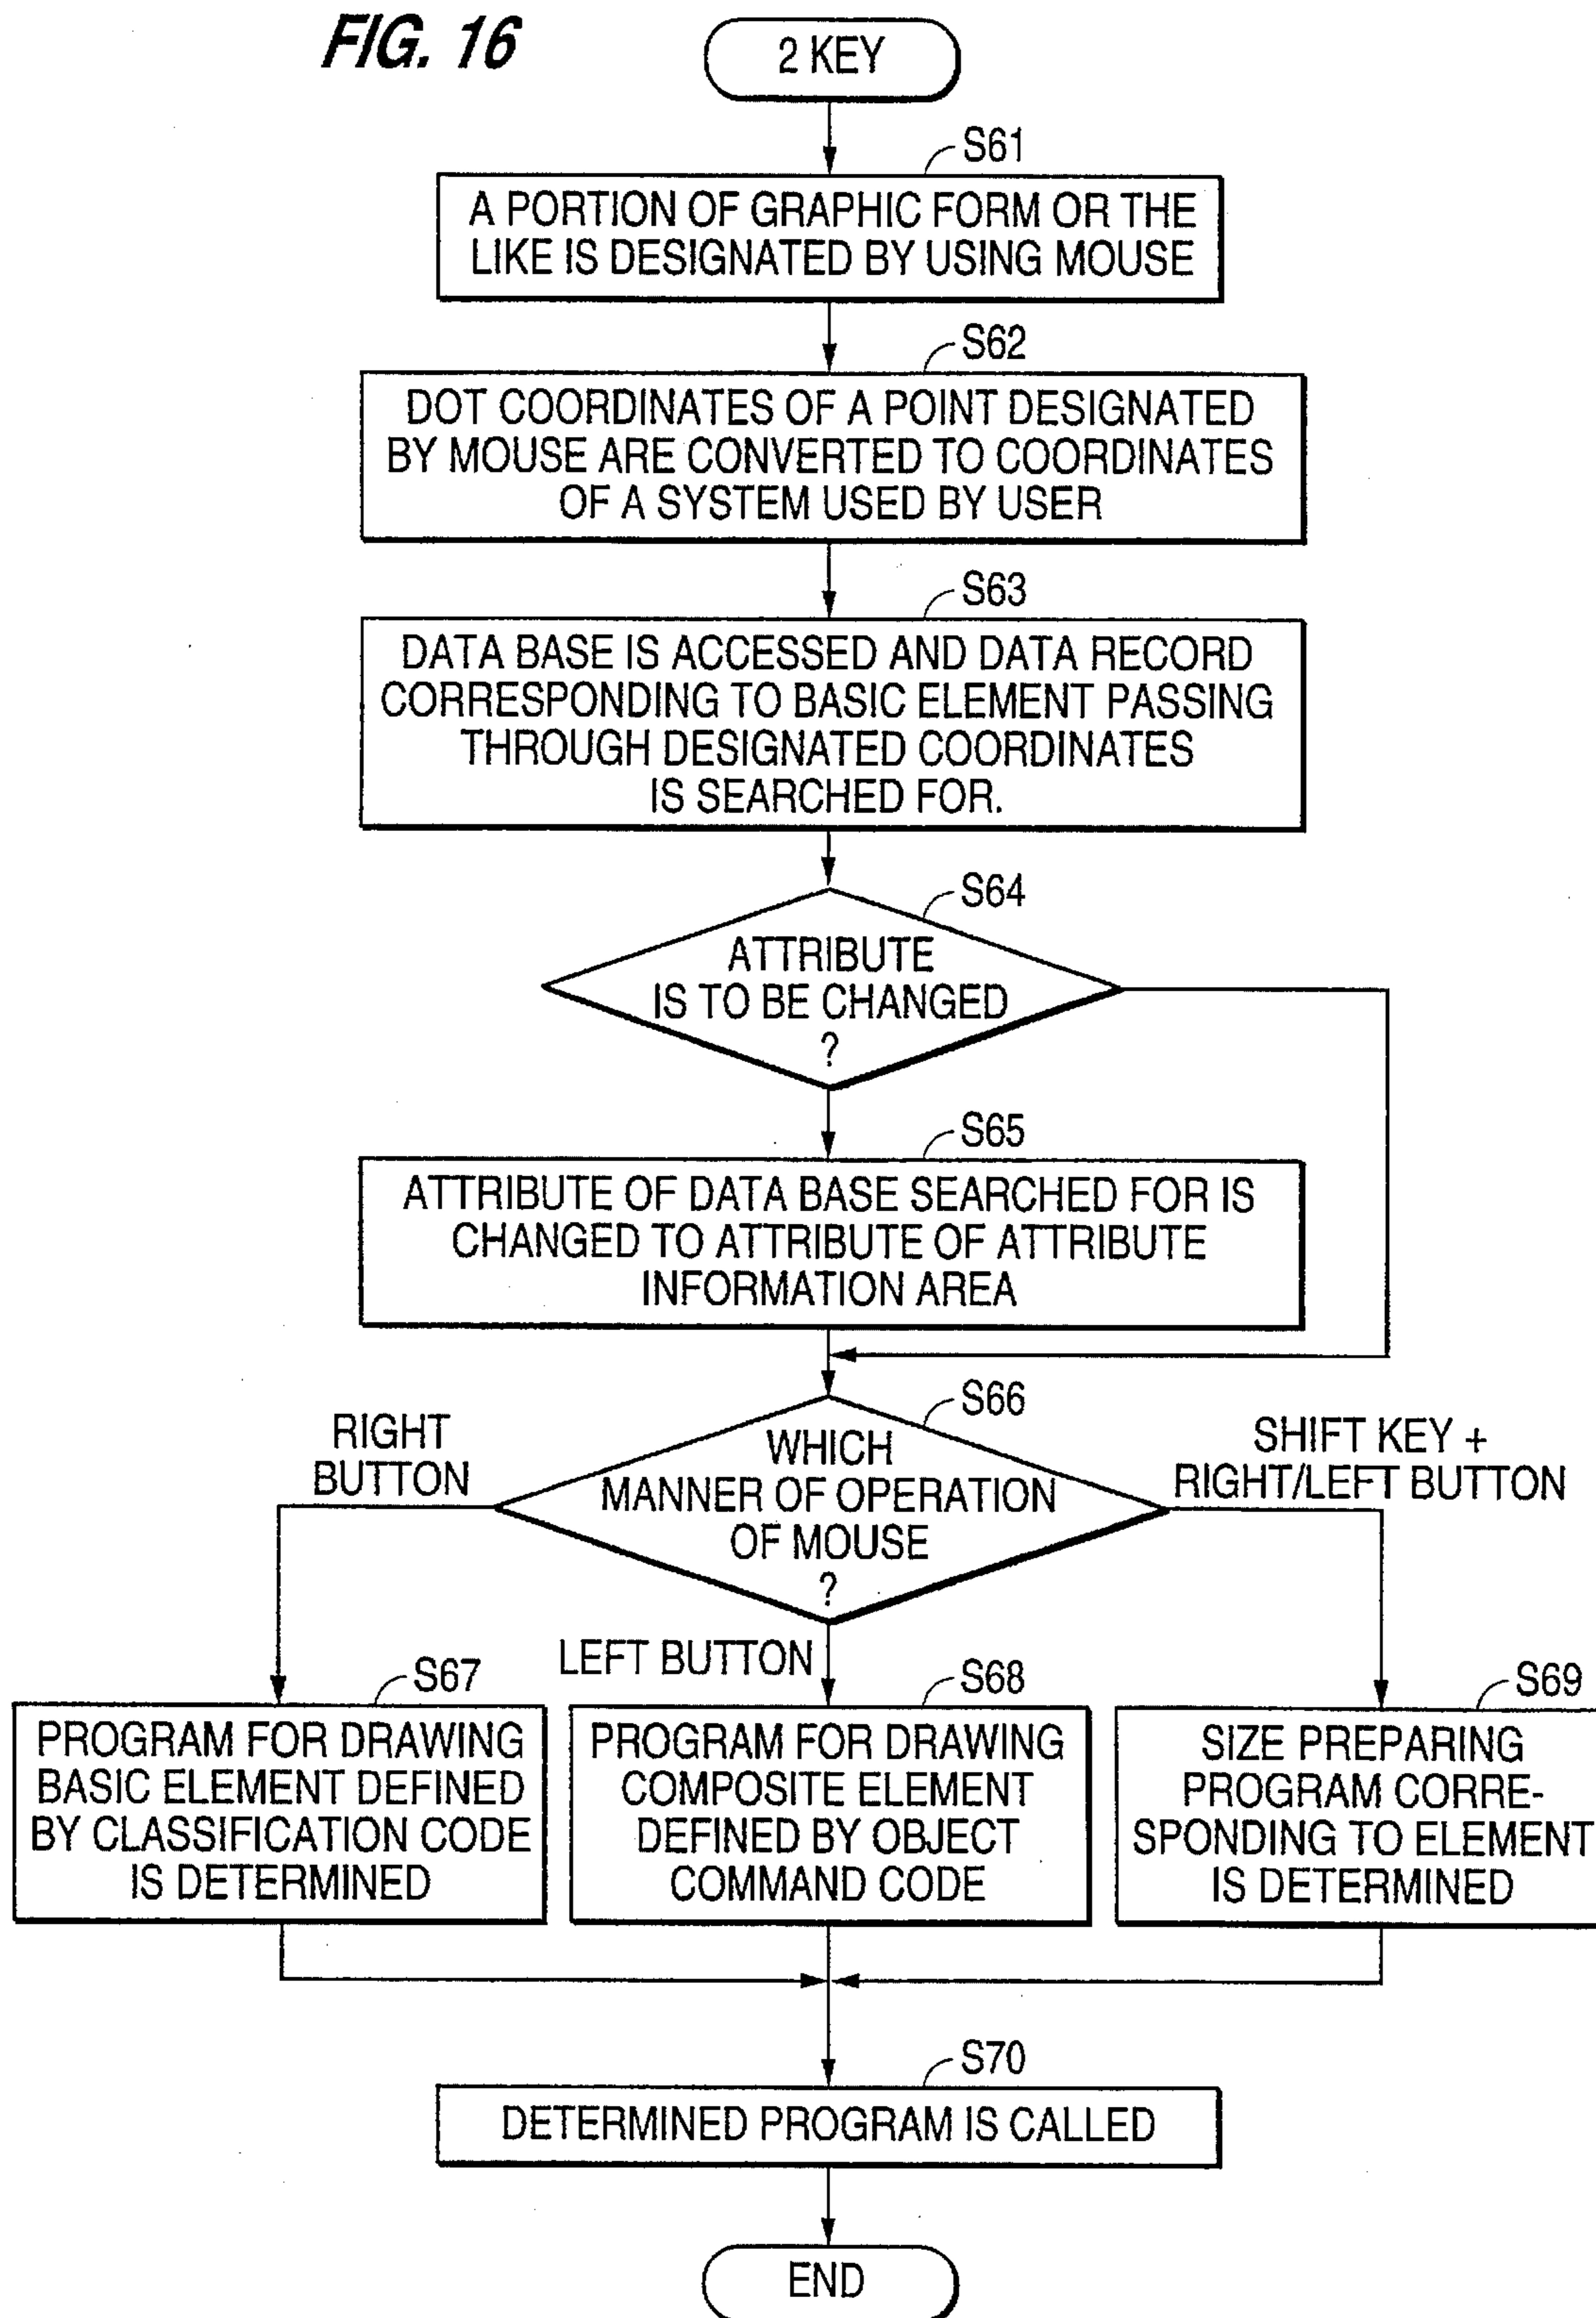 FIG. 16
2 KEY
S61
A PORTION OF GRAPHIC FORM OR THE
LIKE IS DESIGNATED BY USING MOUSE
S62
DOT COORDINATES OF A POINT DESIGNATED
BY MOUSE ARE CONVERTED TO COORDINATES
OF A SYSTEM USED BY USER
S63
DATA BASE IS ACCESSED AND DATA RECORD
CORRESPONDING TO BASIC ELEMENT PASSING
THROUGH DESIGNATED COORDINATES
IS SEARCHED FOR.
S64
ATTRIBUTE
IS TO BE CHANGED
?
S65
ATTRIBUTE OF DATA BASE SEARCHED FOR IS
CHANGED TO ATTRIBUTE OF ATTRIBUTE
INFORMATION AREA
S66
WHICH
MANNER OF OPERATION
OF MOUSE
?
RIGHT
BUTTON
LEFT BUTTON
SHIFT KEY +
RIGHT/LEFT BUTTON
S67
PROGRAM FOR DRAWING
BASIC ELEMENT DEFINED
BY CLASSIFICATION CODE
IS DETERMINED
S68
PROGRAM FOR DRAWING
COMPOSITE ELEMENT
DEFINED BY OBJECT
COMMAND CODE
S69
SIZE PREPARING
PROGRAM CORRE-
SPONDING TO ELEMENT
IS DETERMINED
S70
DETERMINED PROGRAM IS CALLED
END